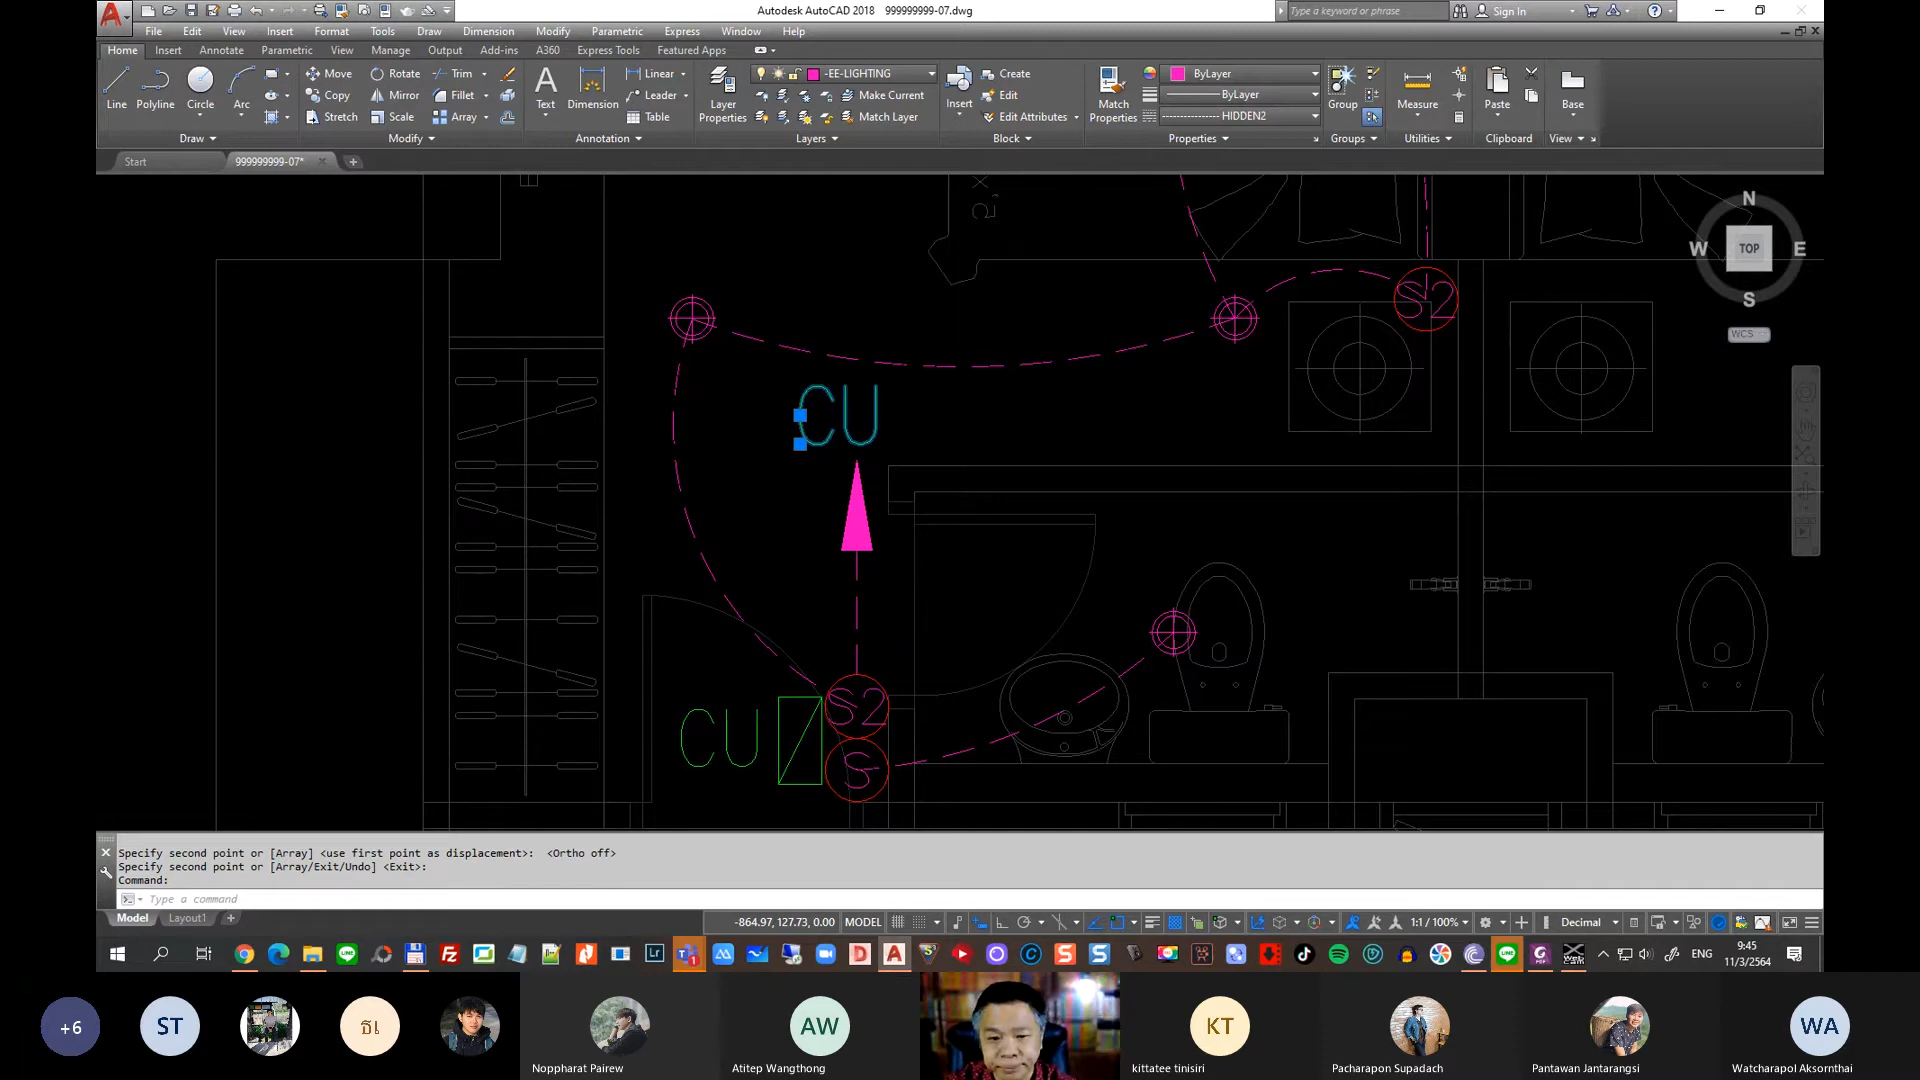 Autodesk AutoCAD 2018 999999999-07.dwg
Type a keyword or phrase
Sign In
File Edit View Insert Format Tools Draw Dimension Modify Parametric Express Window Help
Home Insert Annotate Parametric View Manage Output Add-ins A360 Express Tools Featured Apps
Line Polyline Circle Arc
Move Rotate Trim
Copy Mirror Fillet
Stretch Scale Array
Text Dimension
Linear
Leader
Table
Layer Properties
-EE-LIGHTING
Make Current
Match Layer
Insert
Create
Edit
Edit Attributes
Match Properties
ByLayer
ByLayer
HIDDEN2
Group
Measure
Paste
Base
Draw Modify Annotation Layers Block Properties Groups Utilities Clipboard View
Start 999999999-07*
N
W TOP E
S
WCS
S2
CU
CU S2
S
Specify second point or [Array] <use first point as displacement>: <Ortho off>
Specify second point or [Array/Exit/Undo] <Exit>:
Command:
Type a command
Model Layout1
-864.97, 127.73, 0.00 MODEL
1:1 / 100%
Decimal
ENG
9:45
11/3/2564
+6
ST
ธเ
AW
KT
WA
Noppharat Pairew
Atitep Wangthong
kittatee tinisiri
Pacharapon Supadach
Pantawan Jantarangsi
Watcharapol Aksornthai